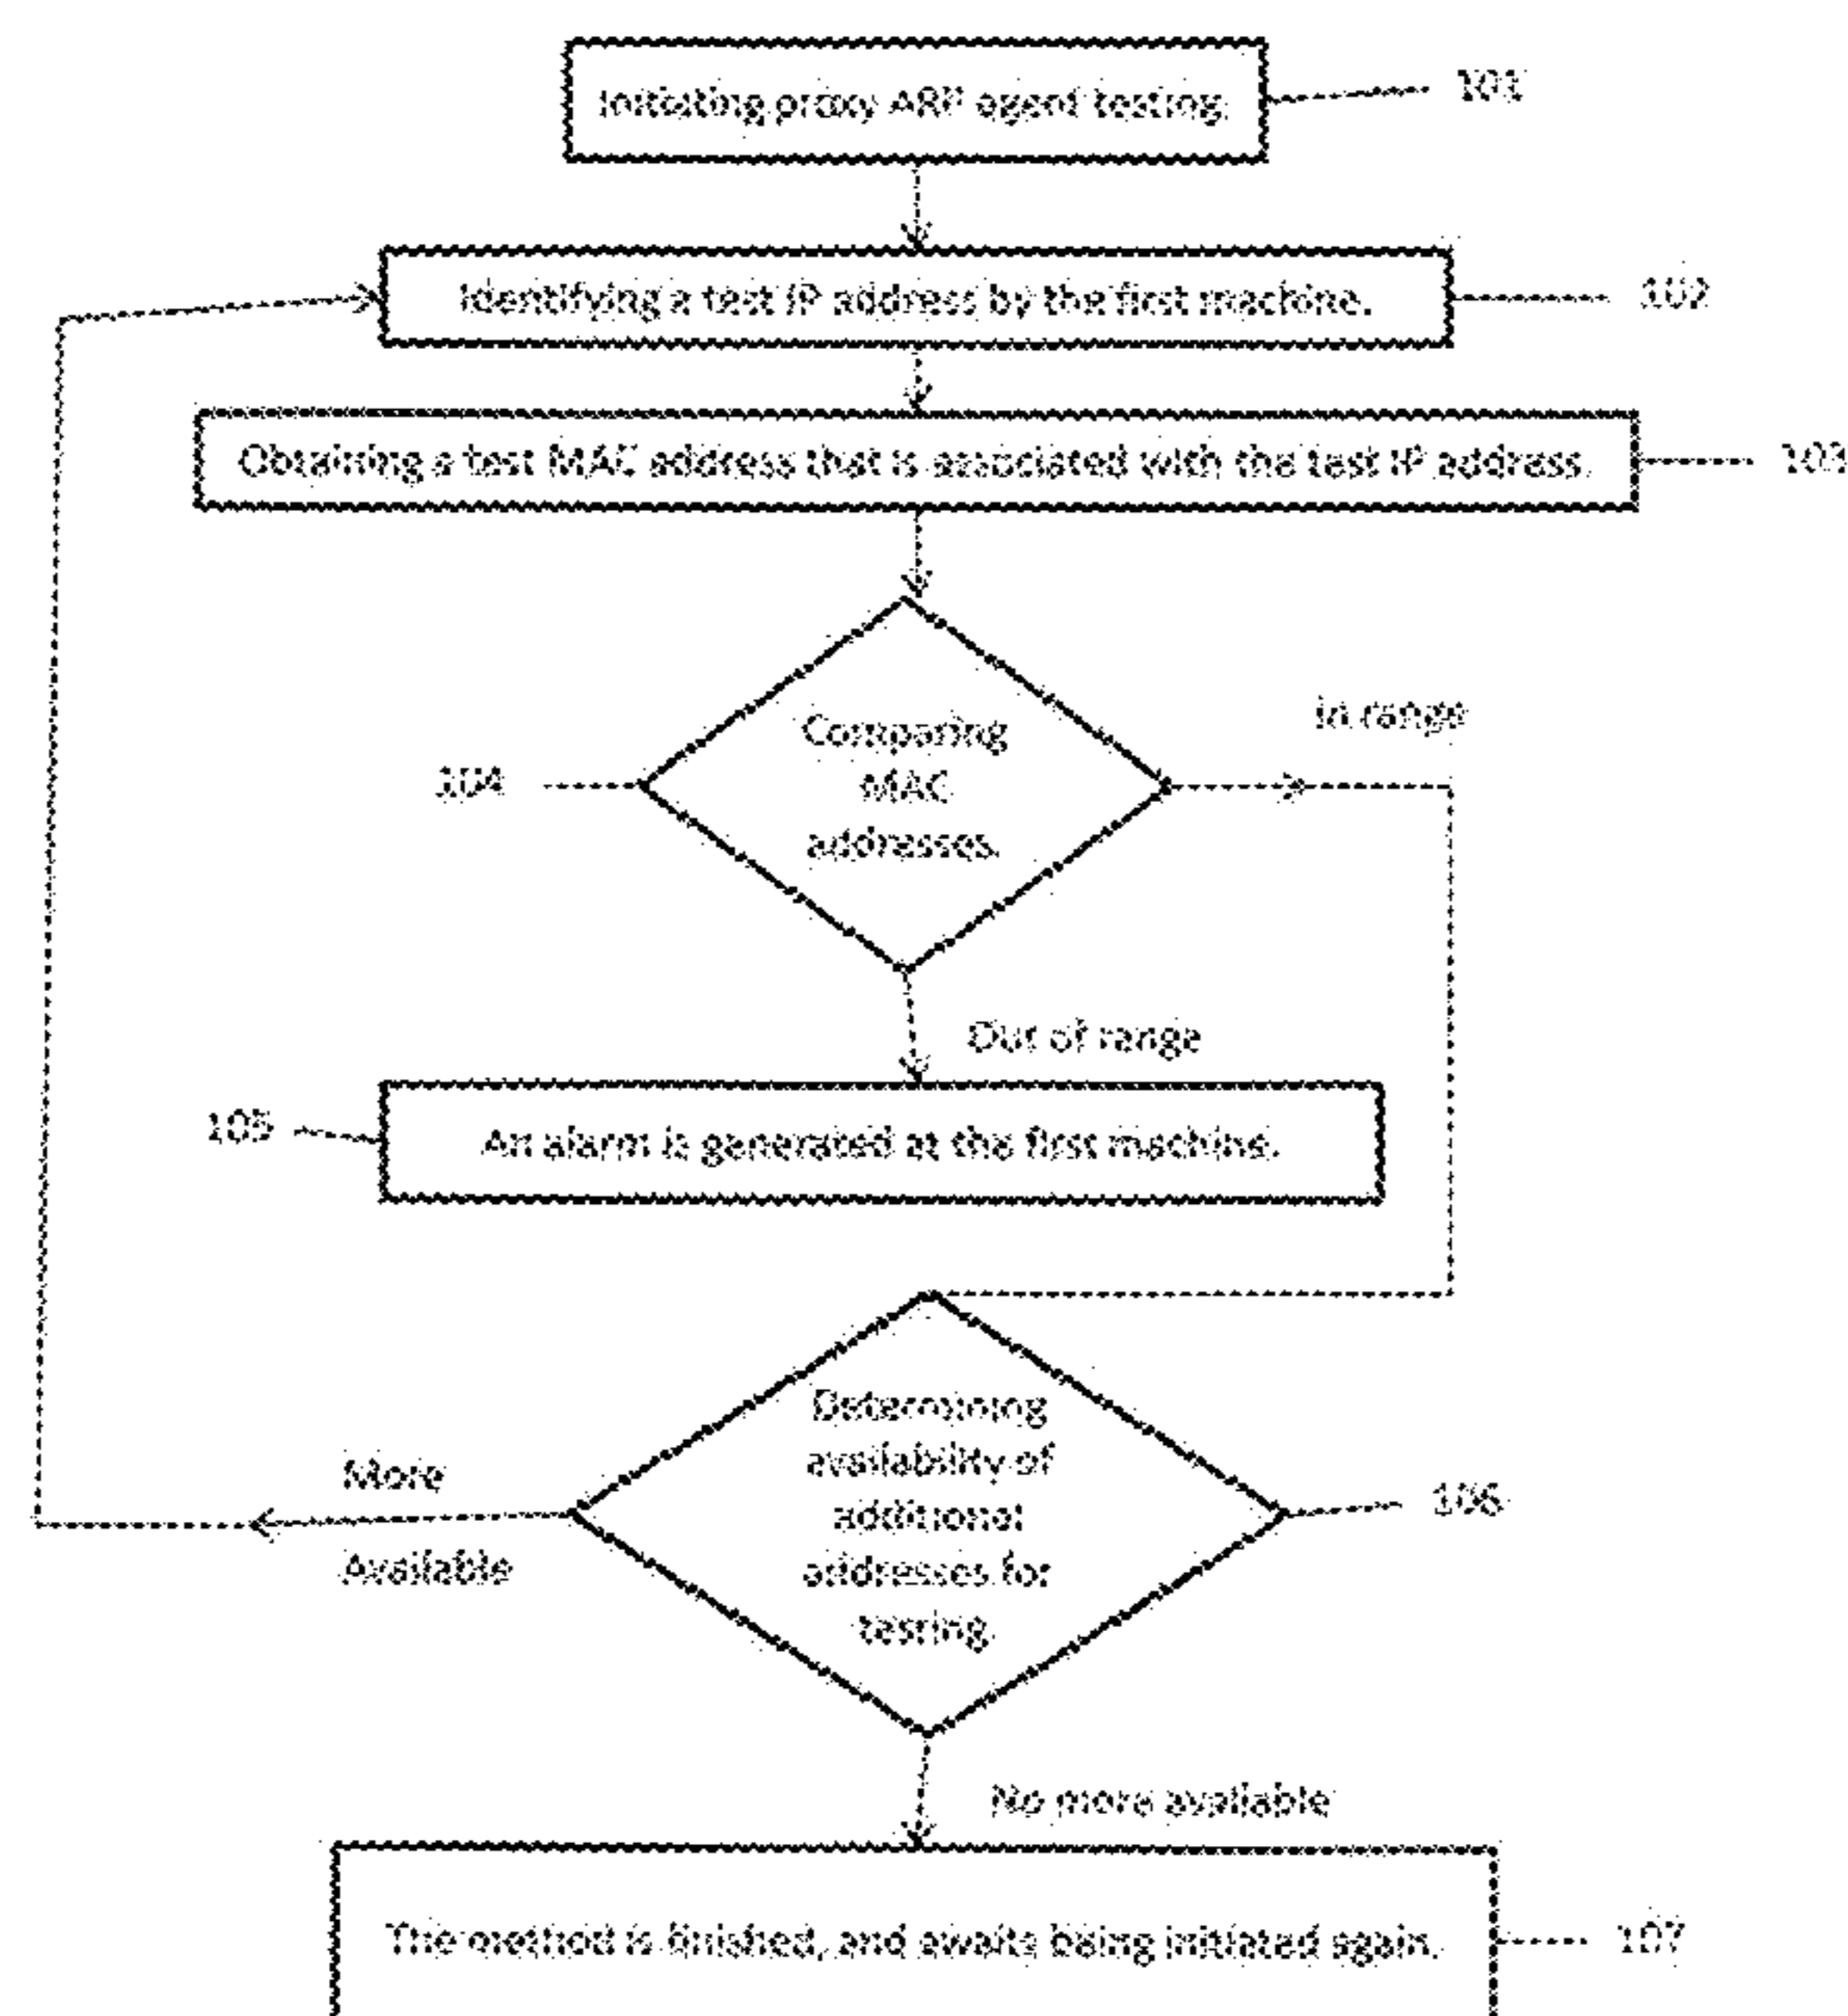 Initiating proxy ARP agent testing.
101
Identifying a test IP address by the first machine.
102
Obtaining a test MAC address that is associated with the test IP address.
103
Comparing
MAC
addresses.
104
In range
Out of range
105
An alarm is generated at the first machine.
Determining
availability of
additional
addresses for
testing.
106
More
Available
No more available
The method is finished, and awaits being initiated again.
107